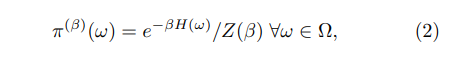 π^{(β)}(ω) = e^{−βH(ω)}/Z(β) ∀ω ∈ Ω, (2)